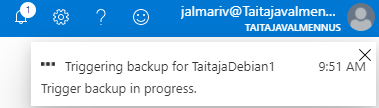 1
jalmariv@Taitajavalmen...
TAITAJAVALMENNUS
Triggering backup for TaitajaDebian1 9:51 AM
Trigger backup in progress.